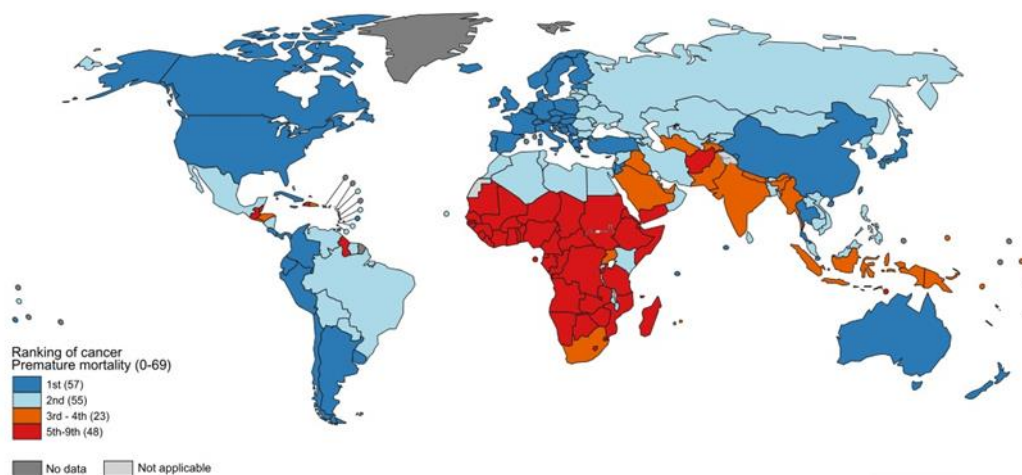 Ranking of cancer
Premature mortality (0-69)
1st (57)
2nd (55)
3rd - 4th (23)
5th-9th (48)
No data
Not applicable